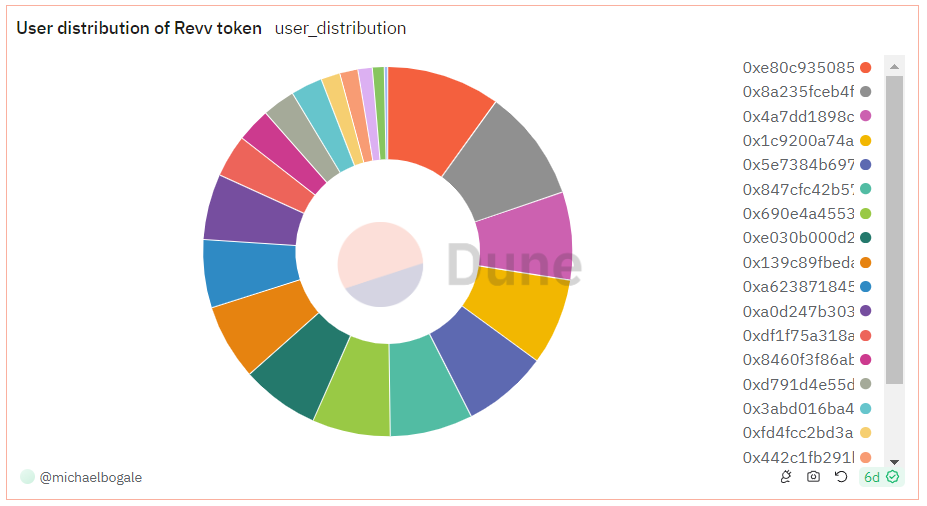 User distribution of Revv token user_distribution
0xe80c935085
0x8a235fceb4f
0x4a7dd1898c
0x1c9200a74a
0x5e7384b697
0x847cfc42b57
0x690e4a4553
0xe030b000d2
0x139c89fbeda
0xa623871845
0xa0d247b303
0xdf1f75a318a
0x8460f3f86ab
0xd791d4e55d
0x3abd016ba4
0xfd4fcc2bd3a
0x442c1fb291
Dune
@michaelbogale
6d